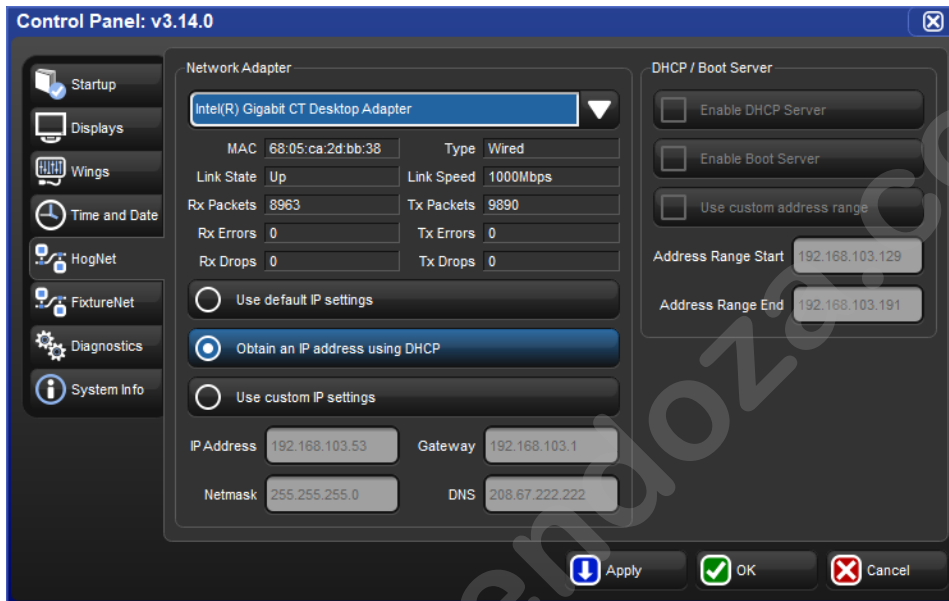 Control Panel: v3.14.0
Startup
Displays
Wings
Time and Date
HogNet
FixtureNet
Diagnostics
System Info
Network Adapter
Intel(R) Gigabit CT Desktop Adapter
MAC 68:05:ca:2d:bb:38 Type Wired
Link State Up Link Speed 1000Mbps
Rx Packets 8963 Tx Packets 9890
Rx Errors 0 Tx Errors 0
Rx Drops 0 Tx Drops 0
Use default IP settings
Obtain an IP address using DHCP
Use custom IP settings
IP Address 192.168.103.53 Gateway 192.168.103.1
Netmask 255.255.255.0 DNS 208.67.222.222
DHCP / Boot Server
Enable DHCP Server
Enable Boot Server
Use custom address range
Address Range Start 192.168.103.129
Address Range End 192.168.103.191
Apply OK Cancel
endoza.co